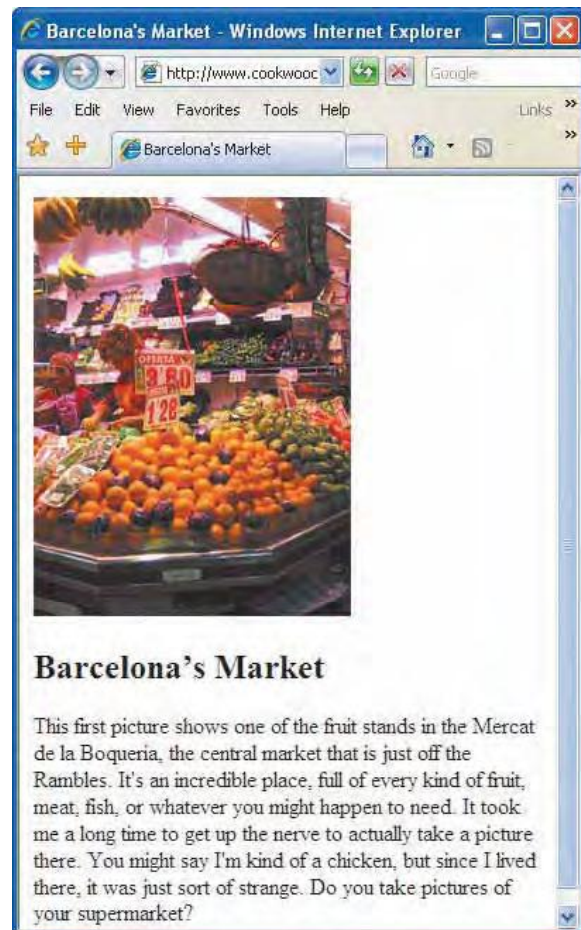 Barcelona's Market - Windows Internet Explorer
http://www.cookwooc
Google
File Edit View Favorites Tools Help Links »
Barcelona's Market »
OFERTA
3'80
1'28
Barcelona’s Market
This first picture shows one of the fruit stands in the Mercat
de la Boqueria, the central market that is just off the
Rambles. It's an incredible place, full of every kind of fruit,
meat, fish, or whatever you might happen to need. It took
me a long time to get up the nerve to actually take a picture
there. You might say I'm kind of a chicken, but since I lived
there, it was just sort of strange. Do you take pictures of
your supermarket?